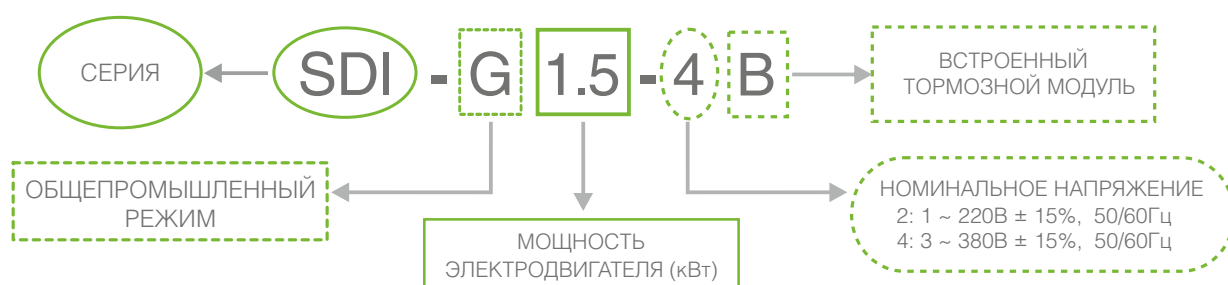 СЕРИЯ
SDI - G 1.5 - 4 B
ВСТРОЕННЫЙ
ТОРМОЗНОЙ МОДУЛЬ
ОБЩЕПРОМЫШЛЕННЫЙ
РЕЖИМ
МОЩНОСТЬ
ЭЛЕКТРОДВИГАТЕЛЯ (кВт)
НОМИНАЛЬНОЕ НАПРЯЖЕНИЕ
2: 1 ~ 220В ± 15%, 50/60Гц
4: 3 ~ 380В ± 15%, 50/60Гц